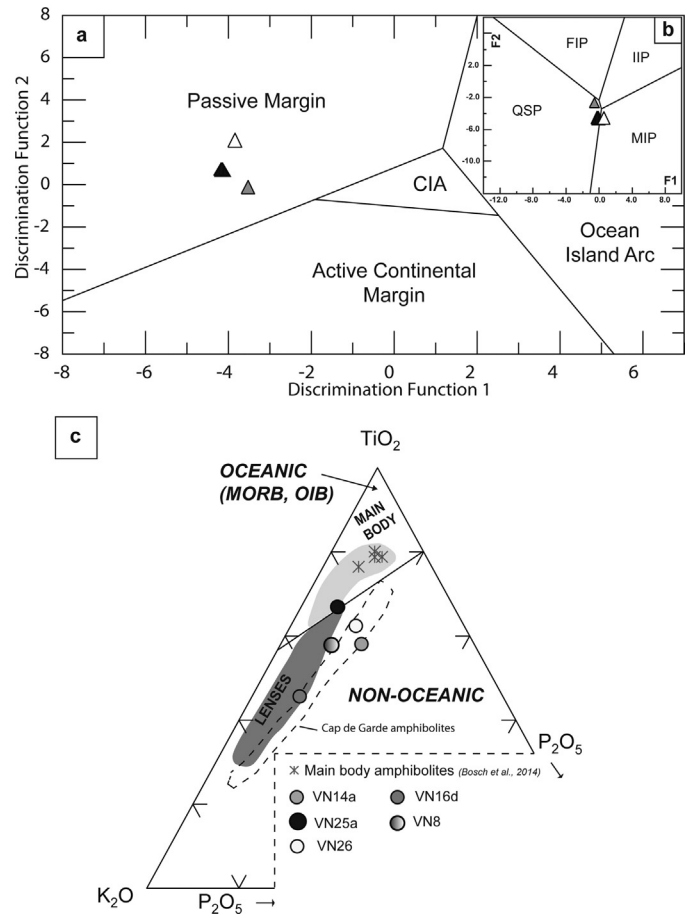 a
Passive Margin
CIA
Active Continental
Margin
Ocean
Island Arc
Discrimination Function 2
8
6
4
2
0
-2
-4
-6
-8
-8
-6
-4
-2
0
2
4
6
Discrimination Function 1
b
F2
FIP
IIP
QSP
MIP
2.0
-2.0
-6.0
-10.0
-12.0
-8.0
-4.0
0.0
4.0
8.0
F1
c
TiO2
OCEANIC
(MORB, OIB)
MAIN
BODY
LENSES
NON-OCEANIC
Cap de Garde amphibolites
P2O5
Main body amphibolites (Bosch et al., 2014)
VN14a
VN16d
VN25a
VN8
VN26
K2O
P2O5